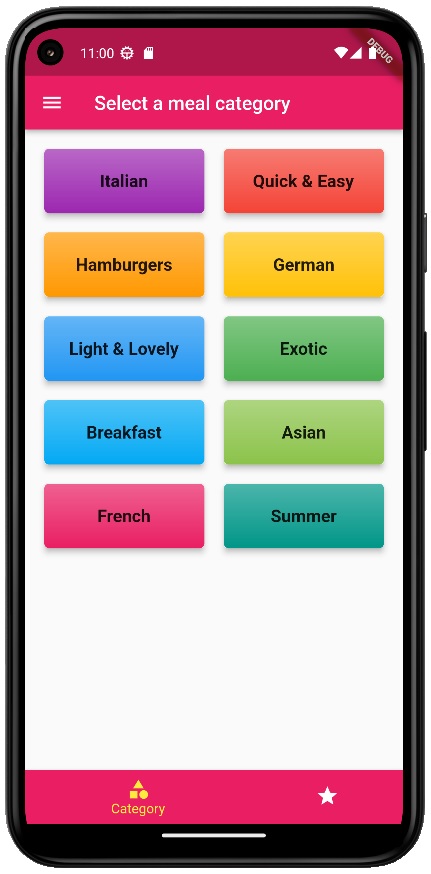 11:00
DEBUG
Select a meal category
Italian
Quick & Easy
Hamburgers
German
Light & Lovely
Exotic
Breakfast
Asian
French
Summer
Category